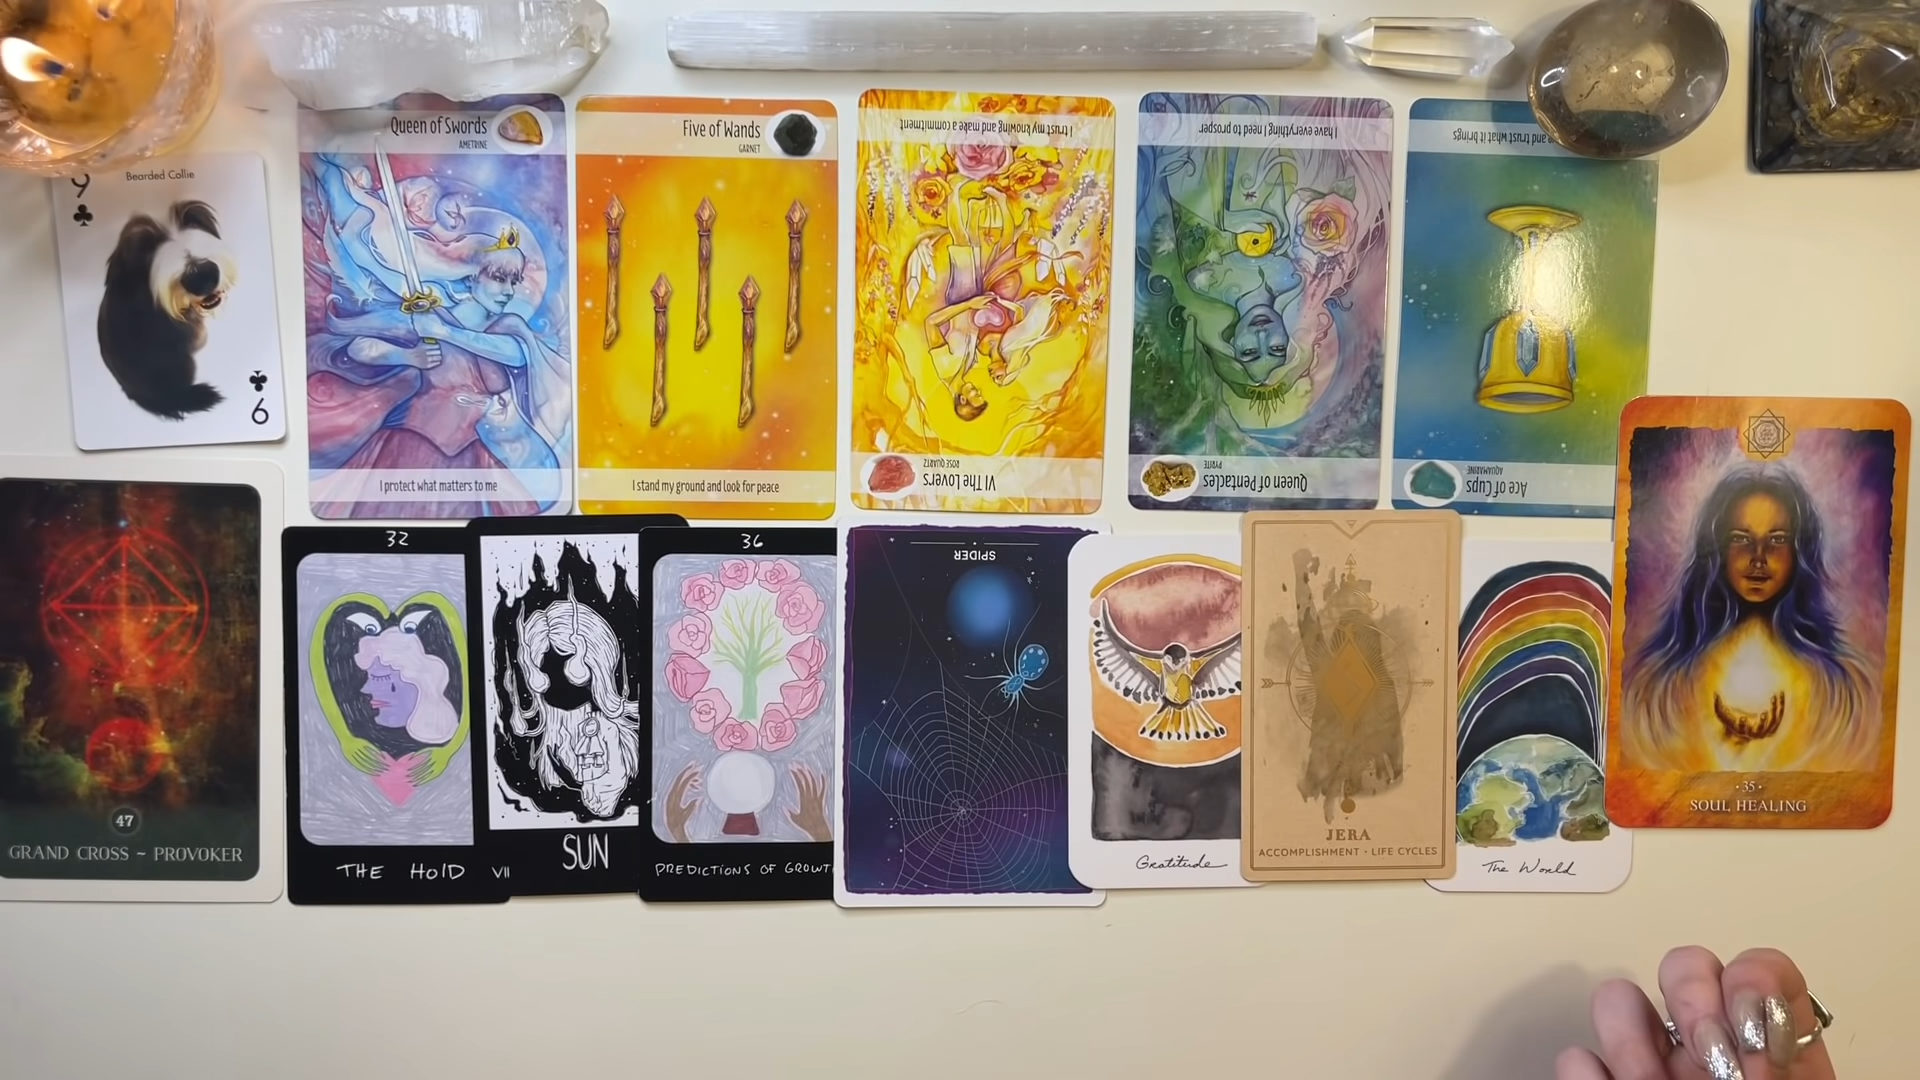 9
Bearded Collie
9
Queen of Swords
AMETRINE
I protect what matters to me
Five of Wands
GARNET
I stand my ground and look for peace
I trust my knowing and make a commitment
VI The Lovers
ROSE QUARTZ
I have everything I need to prosper
Queen of Pentacles
PYRITE
and trust what it brings
Ace of Cups
AQUAMARINE
47
GRAND CROSS ~ PROVOKER
32
THE HOLD
VII
SUN
36
PREDICTIONS OF GROWT
SPIDER
Gratitude
JERA
ACCOMPLISHMENT • LIFE CYCLES
The World
• 35 •
SOUL HEALING